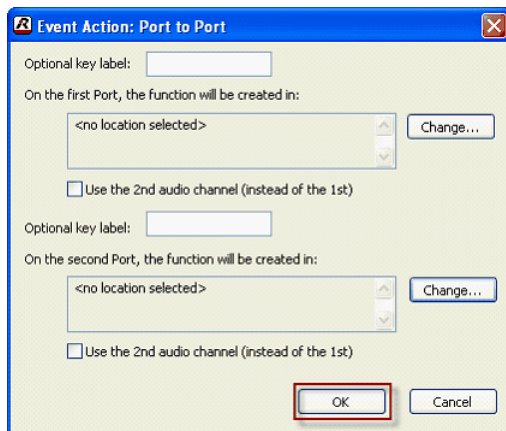 Event Action: Port to Port
Optional key label:
On the first Port, the function will be created in:
<no location selected>
Change...
Use the 2nd audio channel (instead of the 1st)
Optional key label:
On the second Port, the function will be created in:
<no location selected>
Change...
Use the 2nd audio channel (instead of the 1st)
OK
Cancel